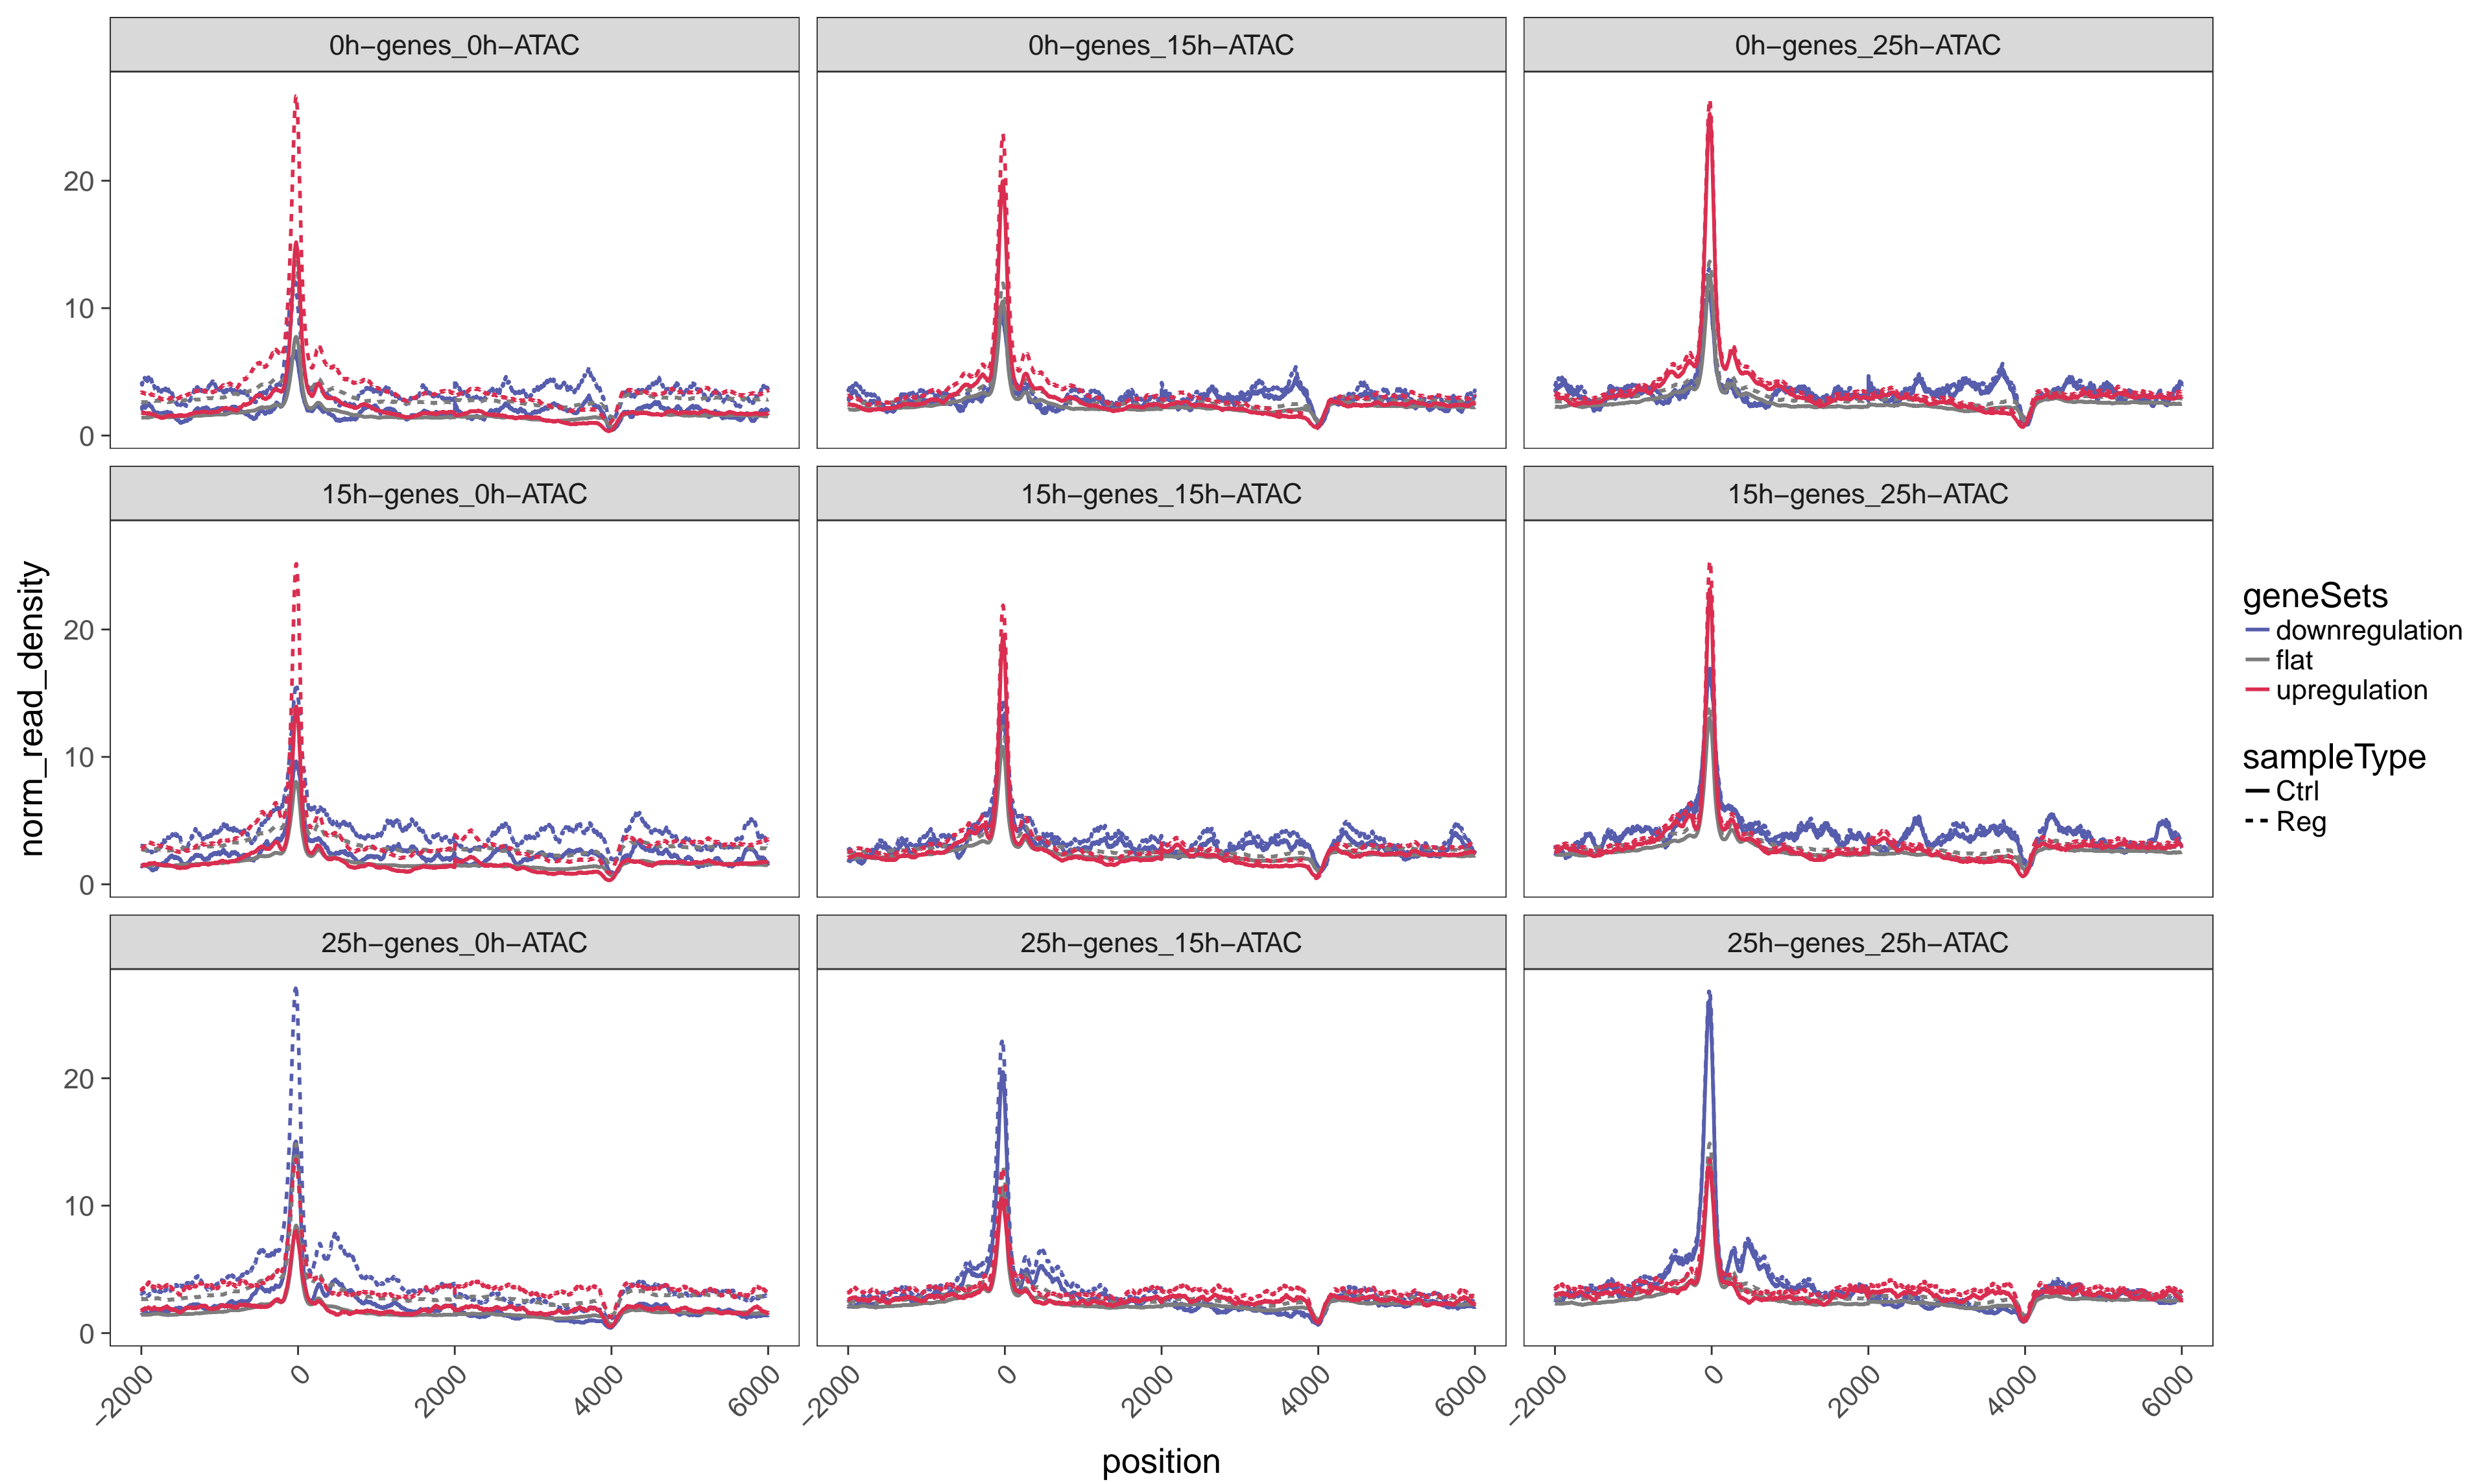 0h−genes_0h−ATAC
0h−genes_15h−ATAC
0h−genes_25h−ATAC
20
10
0
15h−genes_0h−ATAC
15h−genes_15h−ATAC
15h−genes_25h−ATAC
20
10
0
25h−genes_0h−ATAC
25h−genes_15h−ATAC
25h−genes_25h−ATAC
20
10
0
−2000 0 2000 4000 6000
−2000 0 2000 4000 6000
−2000 0 2000 4000 6000
position
norm_read_density
geneSets
downregulation
flat
upregulation
sampleType
Ctrl
Reg